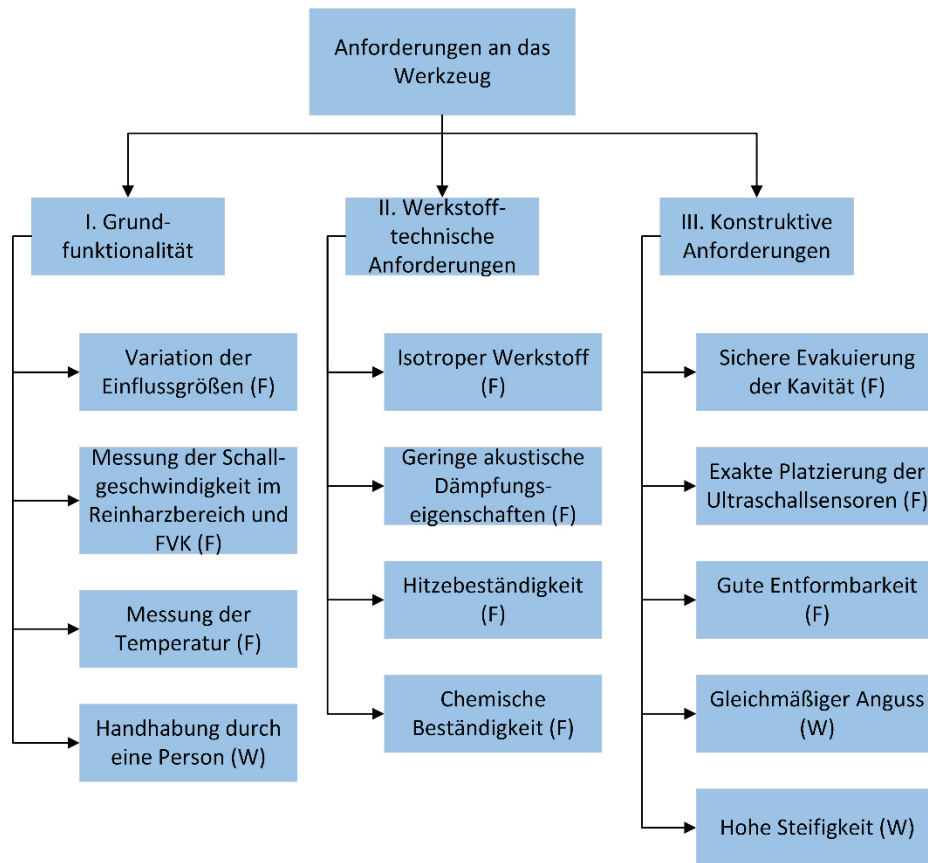 Anforderungen an das
Werkzeug
I. Grund-
funktionalität
Variation der
Einflussgrößen (F)
Messung der Schall-
geschwindigkeit im
Reinharzbereich und
FVK (F)
Messung der
Temperatur (F)
Handhabung durch
eine Person (W)
II. Werkstoff-
technische
Anforderungen
Isotroper Werkstoff
(F)
Geringe akustische
Dämpfungs-
eigenschaften (F)
Hitzebeständigkeit
(F)
Chemische
Beständigkeit (F)
III. Konstruktive
Anforderungen
Sichere Evakuierung
der Kavität (F)
Exakte Platzierung der
Ultraschallsensoren (F)
Gute Entformbarkeit
(F)
Gleichmäßiger Anguss
(W)
Hohe Steifigkeit (W)